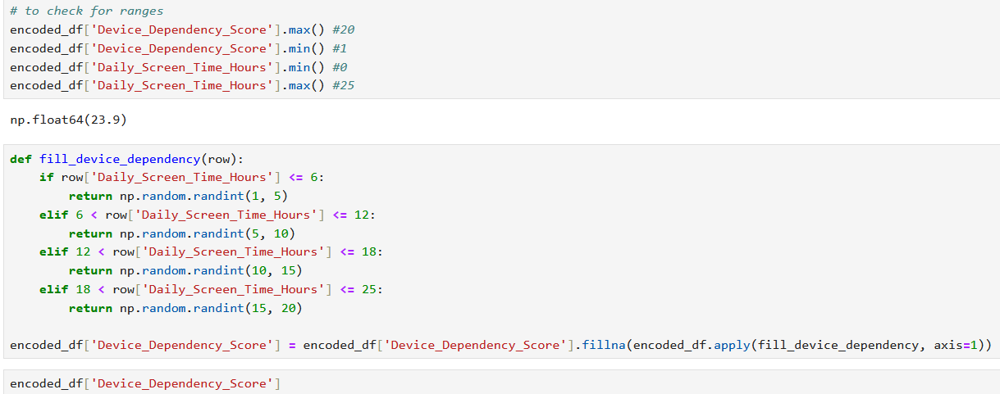 # to check for ranges
encoded_df['Device_Dependency_Score'].max() #20
encoded_df['Device_Dependency_Score'].min() #1
encoded_df['Daily_Screen_Time_Hours'].min() #0
encoded_df['Daily_Screen_Time_Hours'].max() #25
np.float64(23.9)
def fill_device_dependency(row):
    if row['Daily_Screen_Time_Hours'] <= 6:
        return np.random.randint(1, 5)
    elif 6 < row['Daily_Screen_Time_Hours'] <= 12:
        return np.random.randint(5, 10)
    elif 12 < row['Daily_Screen_Time_Hours'] <= 18:
        return np.random.randint(10, 15)
    elif 18 < row['Daily_Screen_Time_Hours'] <= 25:
        return np.random.randint(15, 20)
encoded_df['Device_Dependency_Score'] = encoded_df['Device_Dependency_Score'].fillna(encoded_df.apply(fill_device_dependency, axis=1))
encoded_df['Device_Dependency_Score']